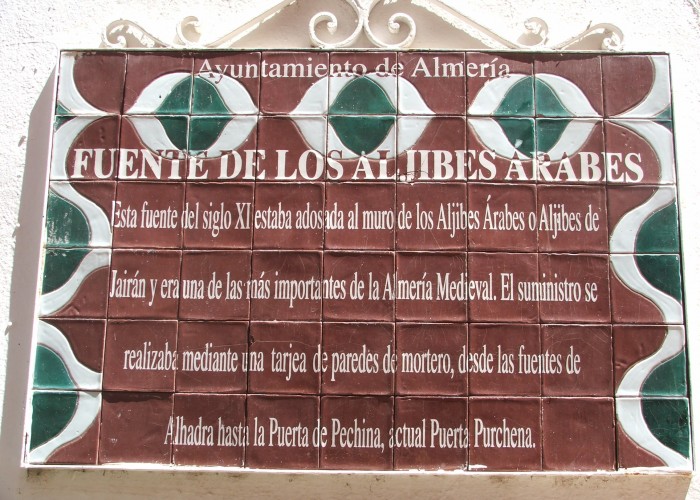 Ayuntamiento de Almería
FUENTE DE LOS ALJIBES ÁRABES
Esta fuente del siglo XI estaba adosada al muro de los Aljibes Árabes o Aljibes de
Jairán y era una de las más importantes de la Almería Medieval. El suministro se
realizaba mediante una tarjea de paredes de mortero, desde las fuentes de
Alhadra hasta la Puerta de Pechina, actual Puerta Purchena.